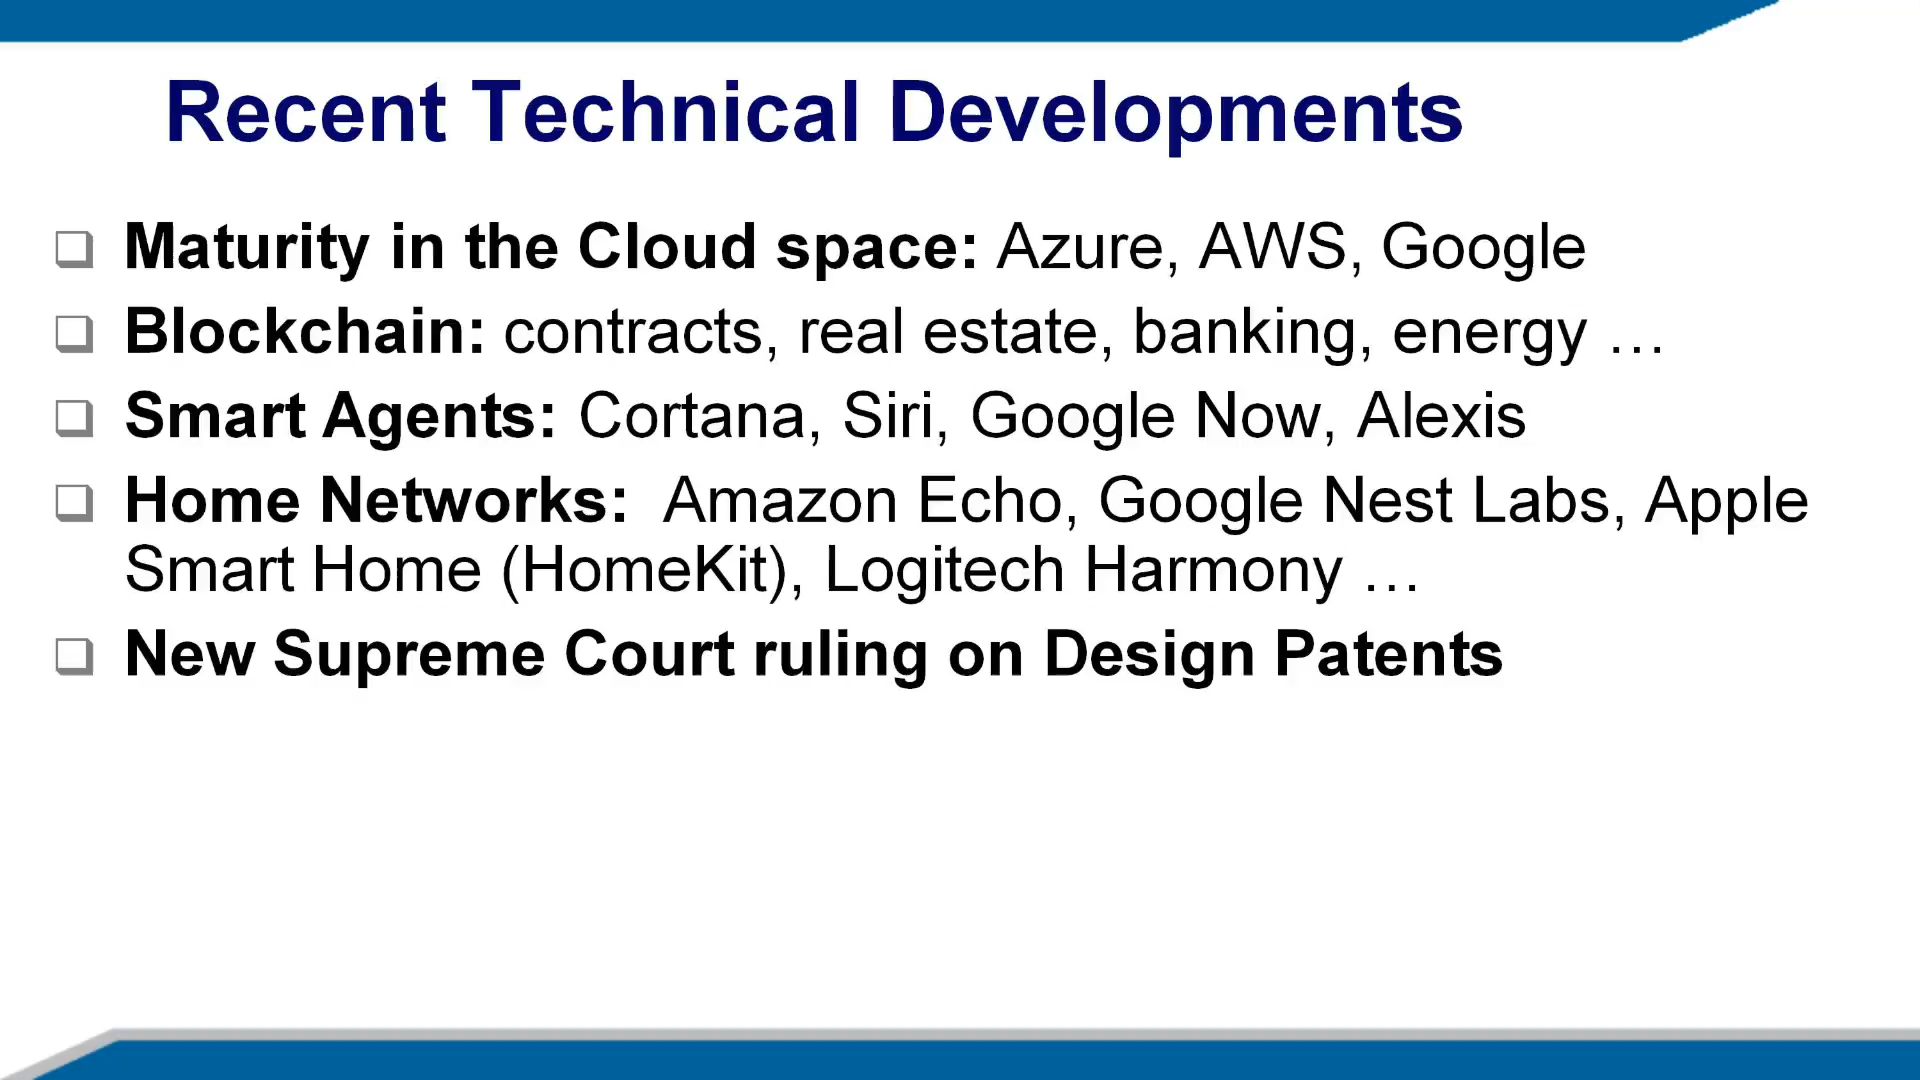 Recent Technical Developments
Maturity in the Cloud space: Azure, AWS, Google
Blockchain: contracts, real estate, banking, energy …
Smart Agents: Cortana, Siri, Google Now, Alexis
Home Networks: Amazon Echo, Google Nest Labs, Apple
Smart Home (HomeKit), Logitech Harmony …
New Supreme Court ruling on Design Patents